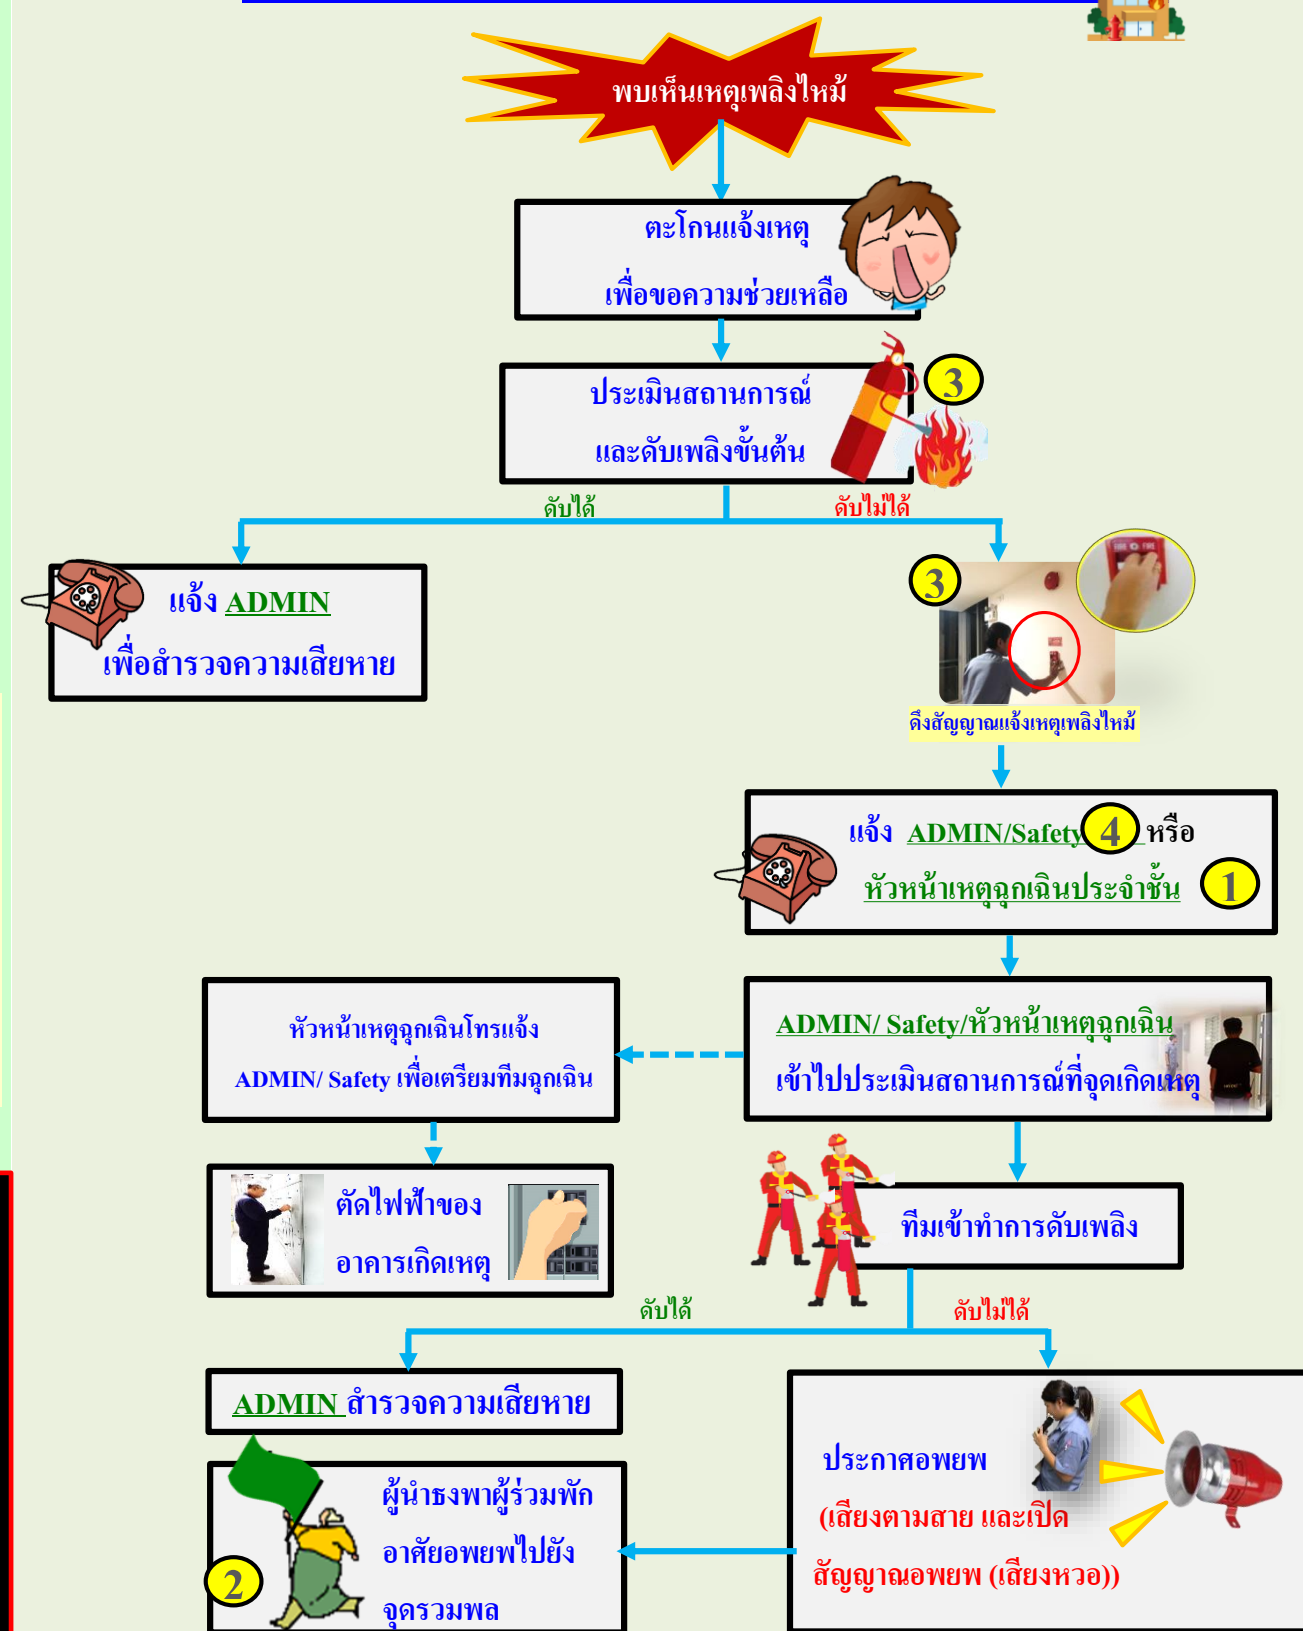 พบเห็นเหตุเพลิงไหม้
ตะโกนแจ้งเหตุ
เพื่อขอความช่วยเหลือ
ประเมินสถานการณ์
และดับเพลิงขั้นต้น
3
ดับได้
ดับไม่ได้
แจ้ง ADMIN
เพื่อสำรวจความเสียหาย
3
FIRE
ดึงสัญญาณแจ้งเหตุเพลิงไหม้
แจ้ง ADMIN/Safety 4 หรือ
หัวหน้าเหตุฉุกเฉินประจำชั้น 1
หัวหน้าเหตุฉุกเฉินโทรแจ้ง
ADMIN/ Safety เพื่อเตรียมทีมฉุกเฉิน
ADMIN/ Safety/หัวหน้าเหตุฉุกเฉิน
เข้าไปประเมินสถานการณ์ที่จุดเกิดเหตุ
ตัดไฟฟ้าของ
อาคารเกิดเหตุ
ทีมเข้าทำการดับเพลิง
ดับได้
ดับไม่ได้
ADMIN สำรวจความเสียหาย
ประกาศอพยพ
(เสียงตามสาย และเปิด
สัญญาณอพยพ (เสียงหวอ))
ผู้นำธงพาผู้ร่วมพัก
อาศัยอพยพไปยัง
จุดรวมพล
2